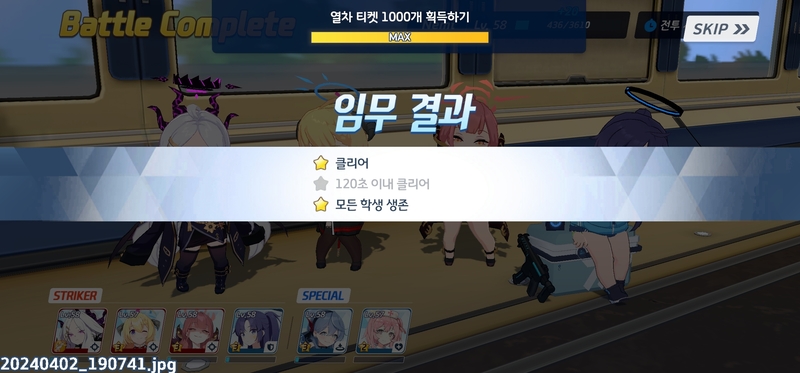 열차 티켓 1000개 획득하기
MAX
Battle Complete
Lv. 58
전투
SKIP
임무 결과
클리어
120초 이내 클리어
모든 학생 생존
STRIKER
SPECIAL
20240402_190741.jpg